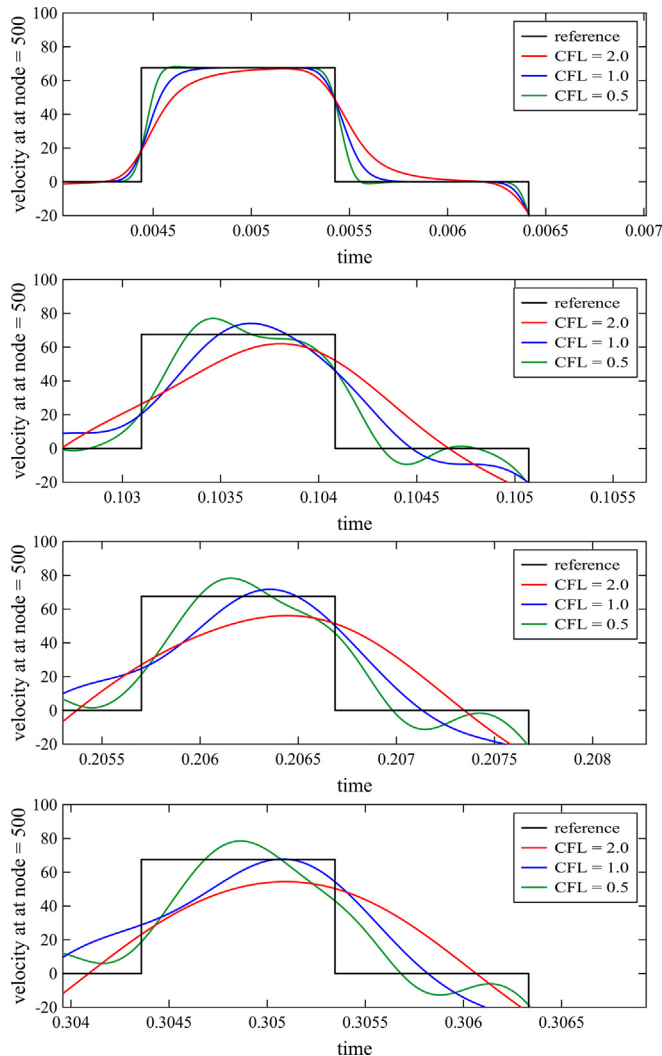 velocity at at node = 500
100
80
60
40
20
0
-20
reference
CFL = 2.0
CFL = 1.0
CFL = 0.5
0.0045 0.005 0.0055 0.006 0.0065 0.007
time
velocity at at node = 500
100
80
60
40
20
0
-20
reference
CFL = 2.0
CFL = 1.0
CFL = 0.5
0.103 0.1035 0.104 0.1045 0.105 0.1055
time
velocity at at node = 500
100
80
60
40
20
0
-20
reference
CFL = 2.0
CFL = 1.0
CFL = 0.5
0.2055 0.206 0.2065 0.207 0.2075 0.208
time
velocity at at node = 500
100
80
60
40
20
0
-20
reference
CFL = 2.0
CFL = 1.0
CFL = 0.5
0.304 0.3045 0.305 0.3055 0.306 0.3065
time